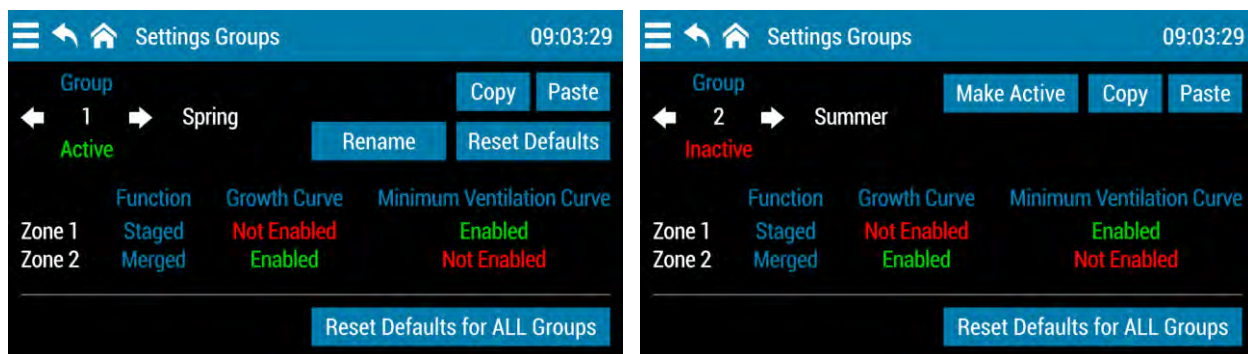 Settings Groups 09:03:29
Group
Copy Paste
1 Spring
Rename Reset Defaults
Active
Function Growth Curve Minimum Ventilation Curve
Zone 1 Staged Not Enabled Enabled
Zone 2 Merged Enabled Not Enabled
Reset Defaults for ALL Groups
Settings Groups 09:03:29
Group
Make Active Copy Paste
2 Summer
Inactive
Function Growth Curve Minimum Ventilation Curve
Zone 1 Staged Not Enabled Enabled
Zone 2 Merged Enabled Not Enabled
Reset Defaults for ALL Groups